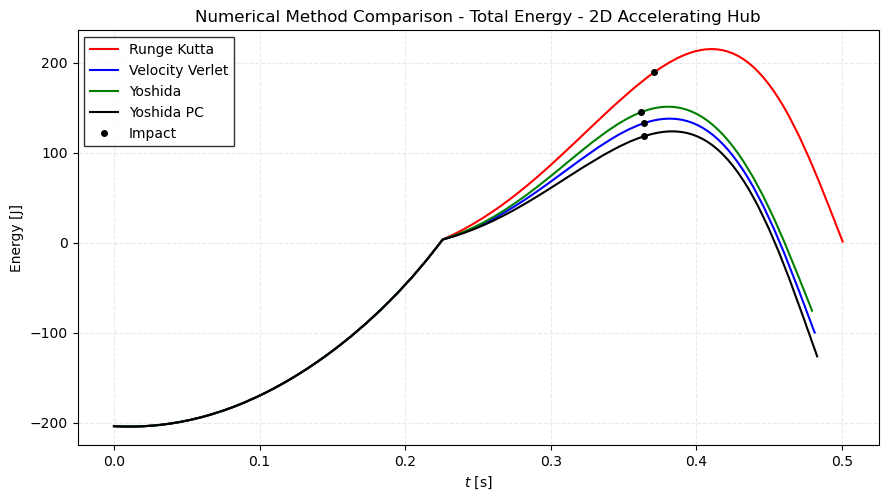 Numerical Method Comparison - Total Energy - 2D Accelerating Hub
Runge Kutta
Velocity Verlet
Yoshida
Yoshida PC
Impact
Energy [J]
200
100
0
−100
−200
0.0 0.1 0.2 0.3 0.4 0.5
t [s]